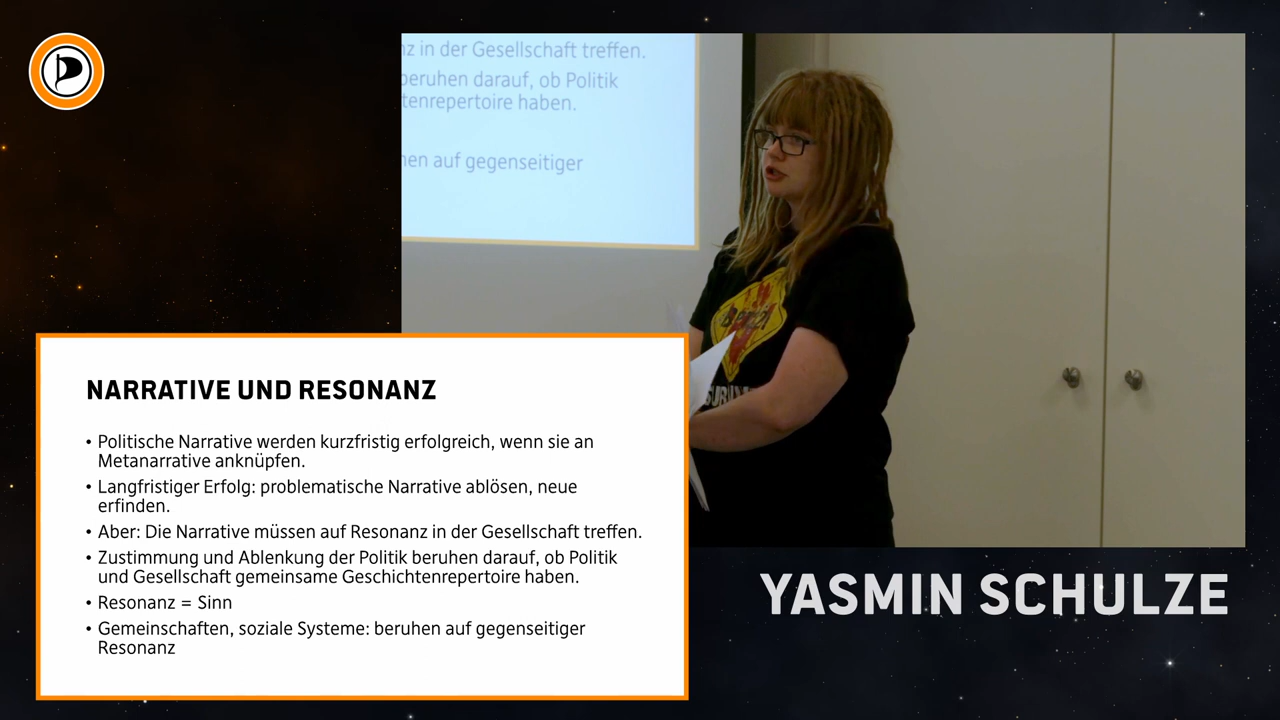 nz in der Gesellschaft treffen.
beruhen darauf, ob Politik
tenrepertoire haben.
en auf gegenseitiger
NARRATIVE UND RESONANZ
• Politische Narrative werden kurzfristig erfolgreich, wenn sie an
Metanarrative anknüpfen.
• Langfristiger Erfolg: problematische Narrative ablösen, neue
erfinden.
• Aber: Die Narrative müssen auf Resonanz in der Gesellschaft treffen.
• Zustimmung und Ablenkung der Politik beruhen darauf, ob Politik
und Gesellschaft gemeinsame Geschichtenrepertoire haben.
• Resonanz = Sinn
• Gemeinschaften, soziale Systeme: beruhen auf gegenseitiger
Resonanz
YASMIN SCHULZE